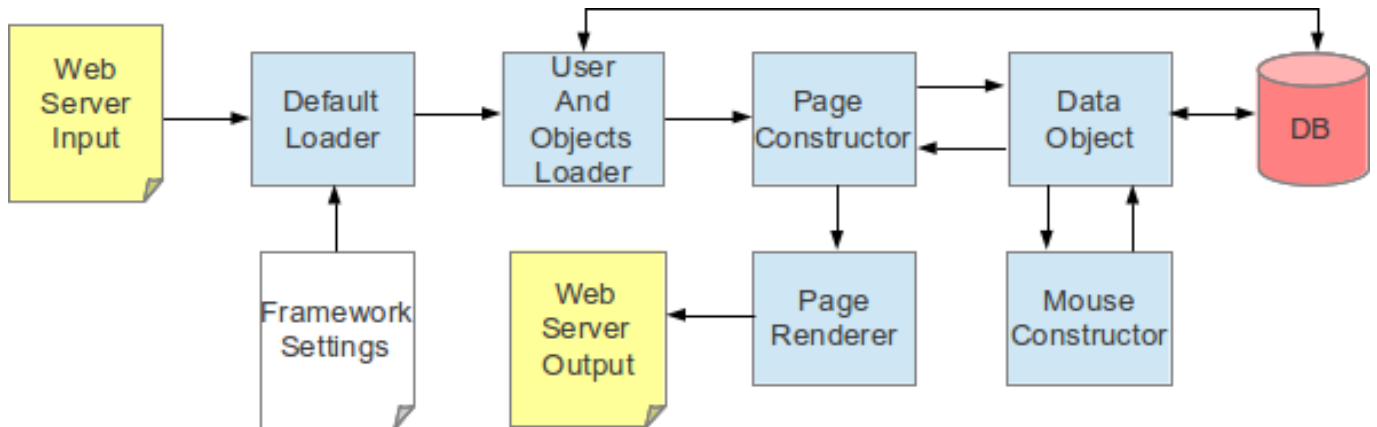 Web
Server
Input
Default
Loader
User
And
Objects
Loader
Page
Constructor
Data
Object
DB
Framework
Settings
Web
Server
Output
Page
Renderer
Mouse
Constructor